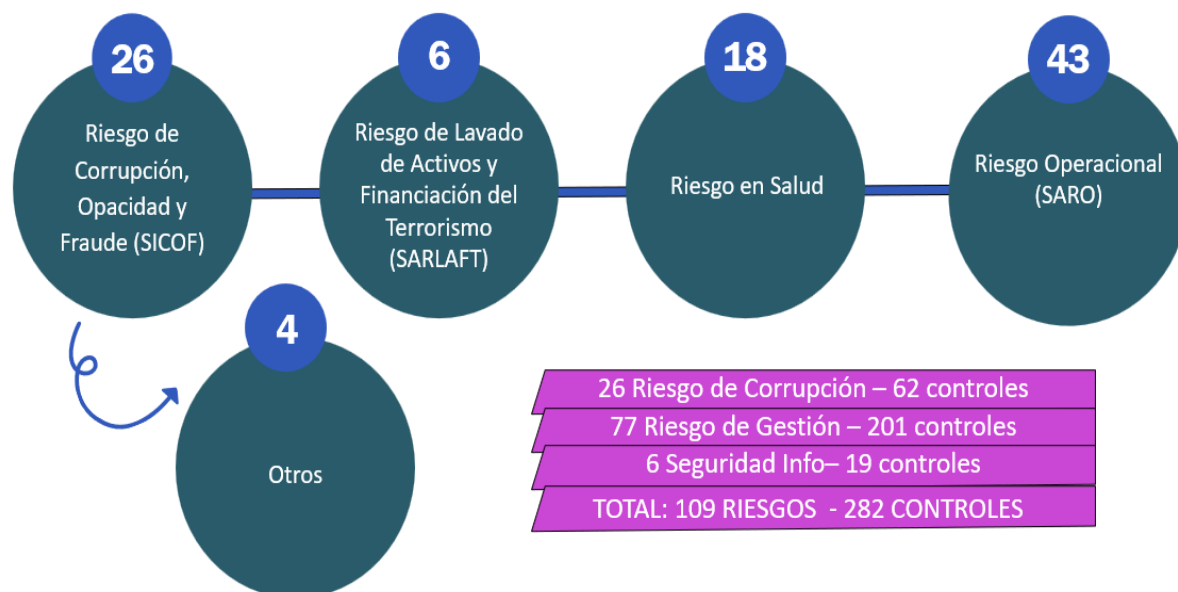 26
Riesgo de
Corrupción,
Opacidad y
Fraude (SICOF)
6
Riesgo de Lavado
de Activos y
Financiación del
Terrorismo
(SARLAFT)
18
Riesgo en Salud
43
Riesgo Operacional
(SARO)
4
Otros
26 Riesgo de Corrupción – 62 controles
77 Riesgo de Gestión – 201 controles
6 Seguridad Info– 19 controles
TOTAL: 109 RIESGOS - 282 CONTROLES